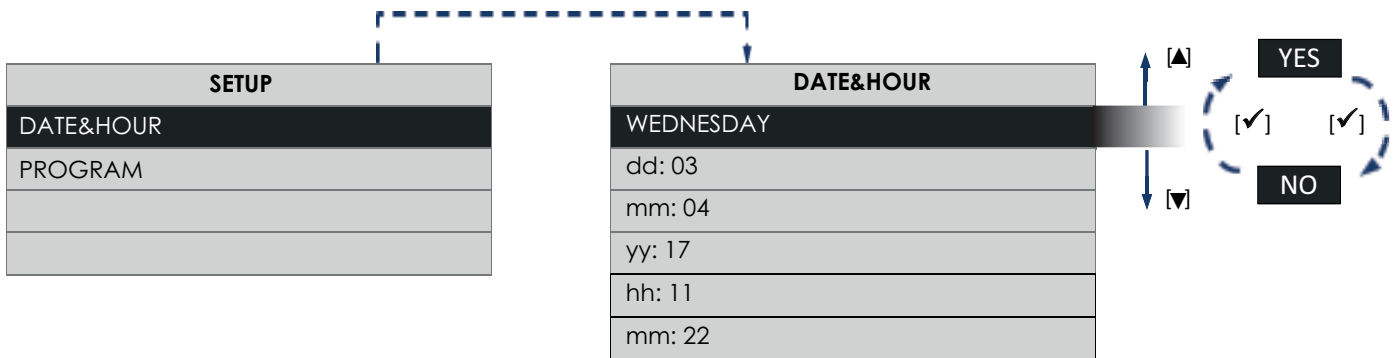 SETUP
DATE&HOUR
PROGRAM
DATE&HOUR
WEDNESDAY
dd: 03
mm: 04
yy: 17
hh: 11
mm: 22
[▲]
[▼]
YES
[✔] [✔]
NO